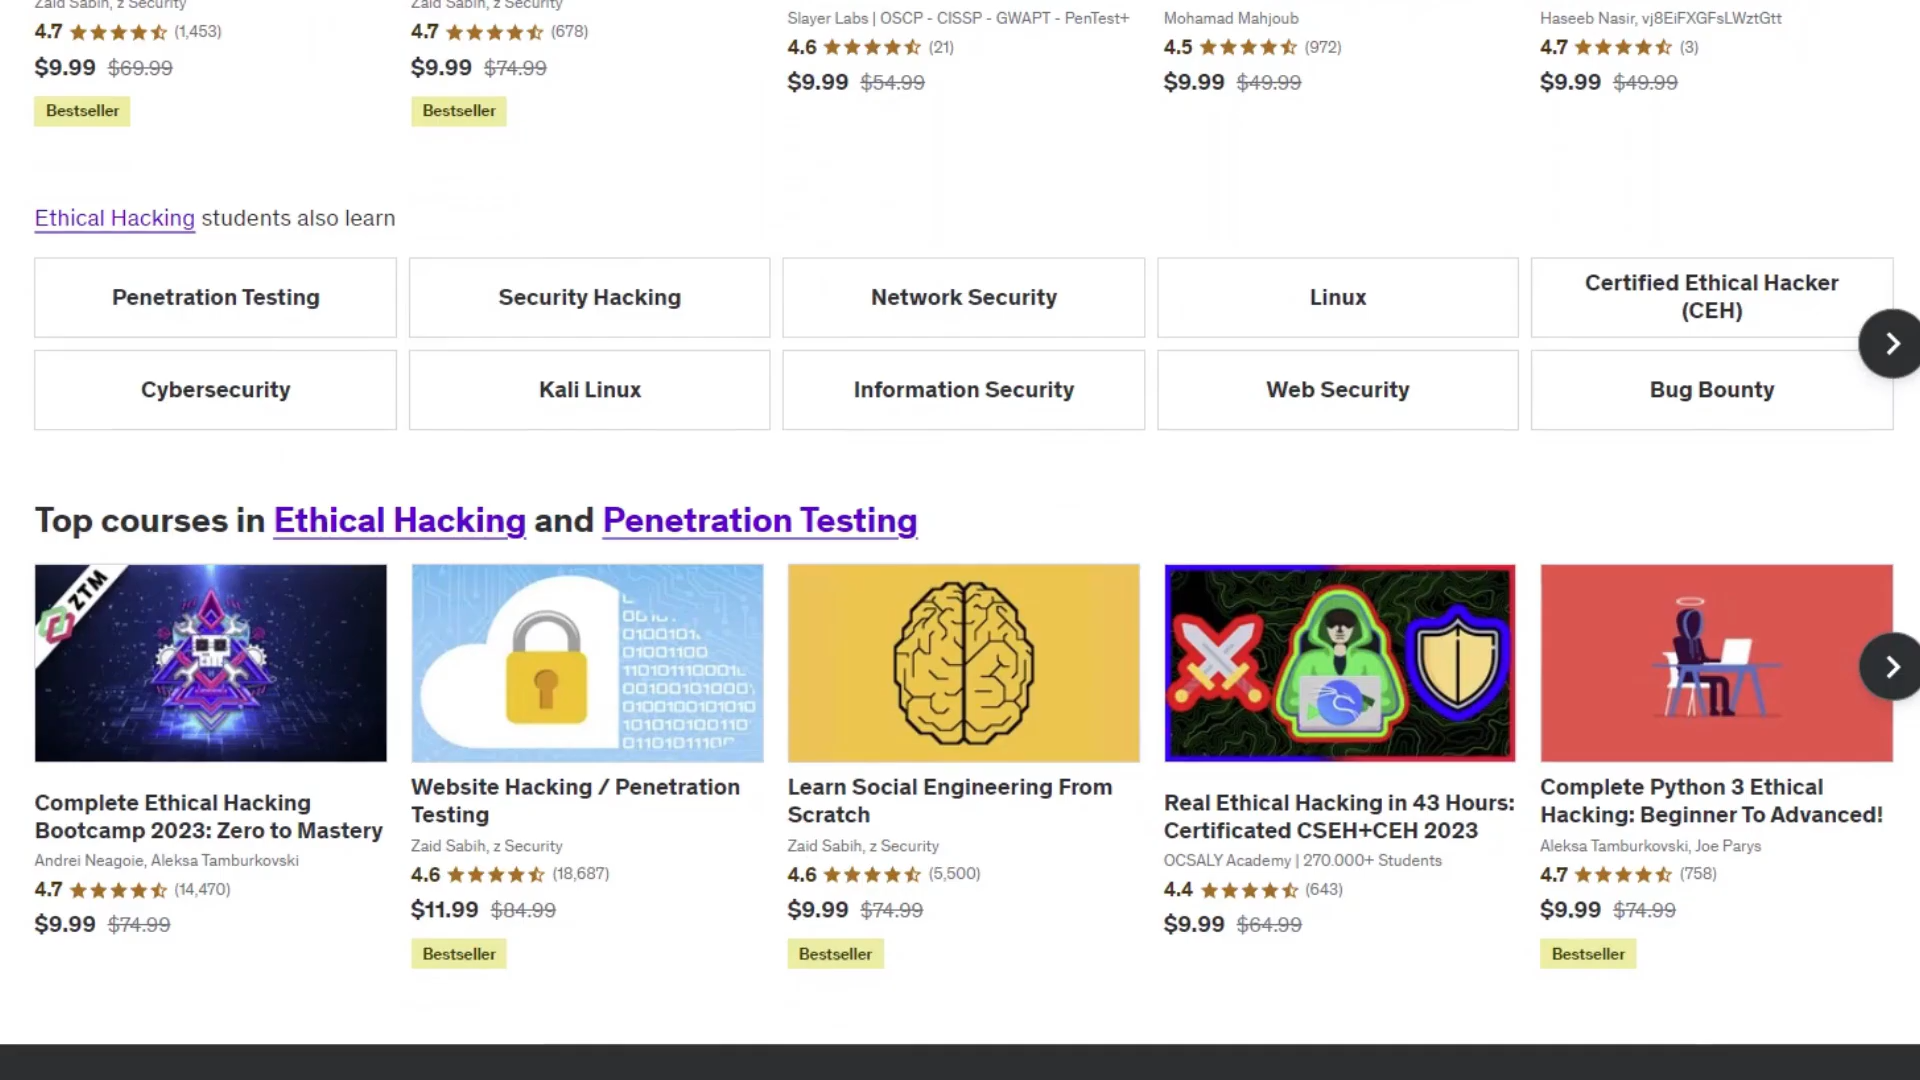 Zaid Sabih, z Security
Zaid Sabih, z Security
Slayer Labs | OSCP - CISSP - GWAPT - PenTest+
Mohamad Mahjoub
Haseeb Nasir, vj8EiFXGFsLWztGtt
4.7 (1,453)
4.7 (678)
4.6 (21)
4.5 (972)
4.7 (3)
$9.99 $69.99
$9.99 $74.99
$9.99 $54.99
$9.99 $49.99
$9.99 $49.99
Bestseller
Bestseller
Ethical Hacking students also learn
Penetration Testing
Security Hacking
Network Security
Linux
Certified Ethical Hacker
(CEH)
Cybersecurity
Kali Linux
Information Security
Web Security
Bug Bounty
Top courses in Ethical Hacking and Penetration Testing
ZTM
0100101
01001100
1101011100011
001001010001
010010101010
101010100110
Complete Ethical Hacking
Bootcamp 2023: Zero to Mastery
Andrei Neagoie, Aleksa Tamburkovski
4.7 (14,470)
$9.99 $74.99
Website Hacking / Penetration
Testing
Zaid Sabih, z Security
4.6 (18,687)
$11.99 $84.99
Bestseller
Learn Social Engineering From
Scratch
Zaid Sabih, z Security
4.6 (5,500)
$9.99 $74.99
Bestseller
Real Ethical Hacking in 43 Hours:
Certificated CSEH+CEH 2023
OCSALY Academy | 270.000+ Students
4.4 (643)
$9.99 $64.99
Complete Python 3 Ethical
Hacking: Beginner To Advanced!
Aleksa Tamburkovski, Joe Parys
4.7 (758)
$9.99 $74.99
Bestseller